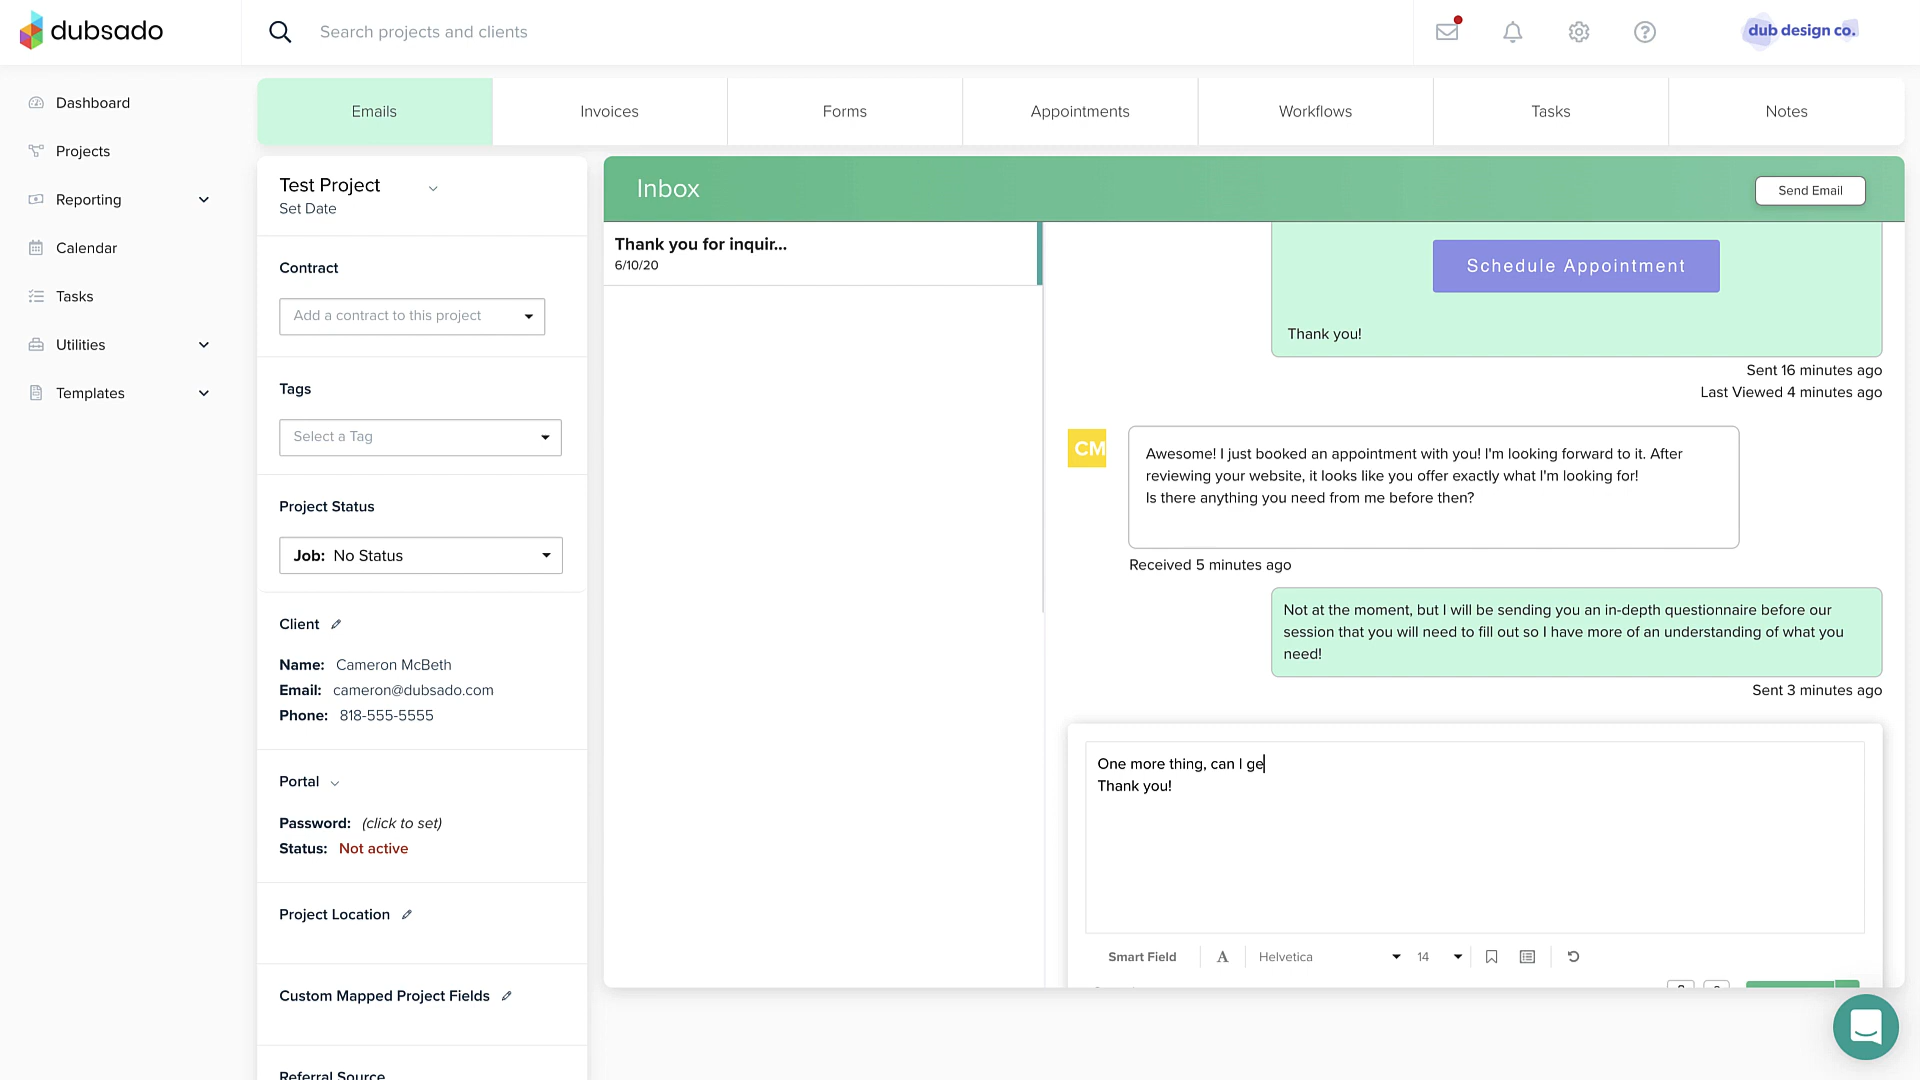 dubsado
Search projects and clients
dub design co.
Dashboard
Projects
Reporting
Calendar
Tasks
Utilities
Templates
Emails
Invoices
Forms
Appointments
Workflows
Tasks
Notes
Test Project
Set Date
Contract
Add a contract to this project
Tags
Select a Tag
Project Status
Job: No Status
Client
Name: Cameron McBeth
Email: cameron@dubsado.com
Phone: 818-555-5555
Portal
Password: (click to set)
Status: Not active
Project Location
Custom Mapped Project Fields
Referral Source
Inbox
Send Email
Thank you for inquir...
6/10/20
Schedule Appointment
Thank you!
Sent 16 minutes ago
Last Viewed 4 minutes ago
CM
Awesome! I just booked an appointment with you! I'm looking forward to it. After
reviewing your website, it looks like you offer exactly what I'm looking for!
Is there anything you need from me before then?
Received 5 minutes ago
Not at the moment, but I will be sending you an in-depth questionnaire before our
session that you will need to fill out so I have more of an understanding of what you
need!
Sent 3 minutes ago
One more thing, can I ge
Thank you!
Smart Field
A
Helvetica
14